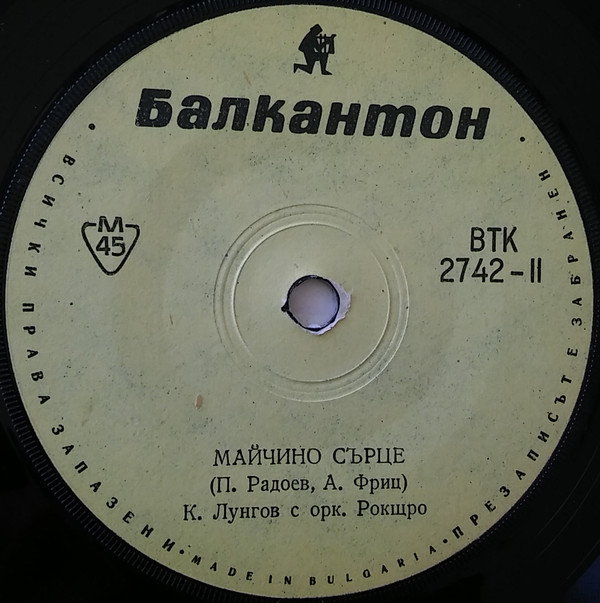 Балкантон
М
45
ВТК
2742-II
МАЙЧИНО СЪРЦЕ
(П. Радоев, А. Фриц)
К. Лунгов с орк. Рокщро
ВСИЧКИ ПРАВА ЗАПАЗЕНИ • MADE IN BULGARIA • ПРЕЗАПИСЪТ Е ЗАБРАНЕН